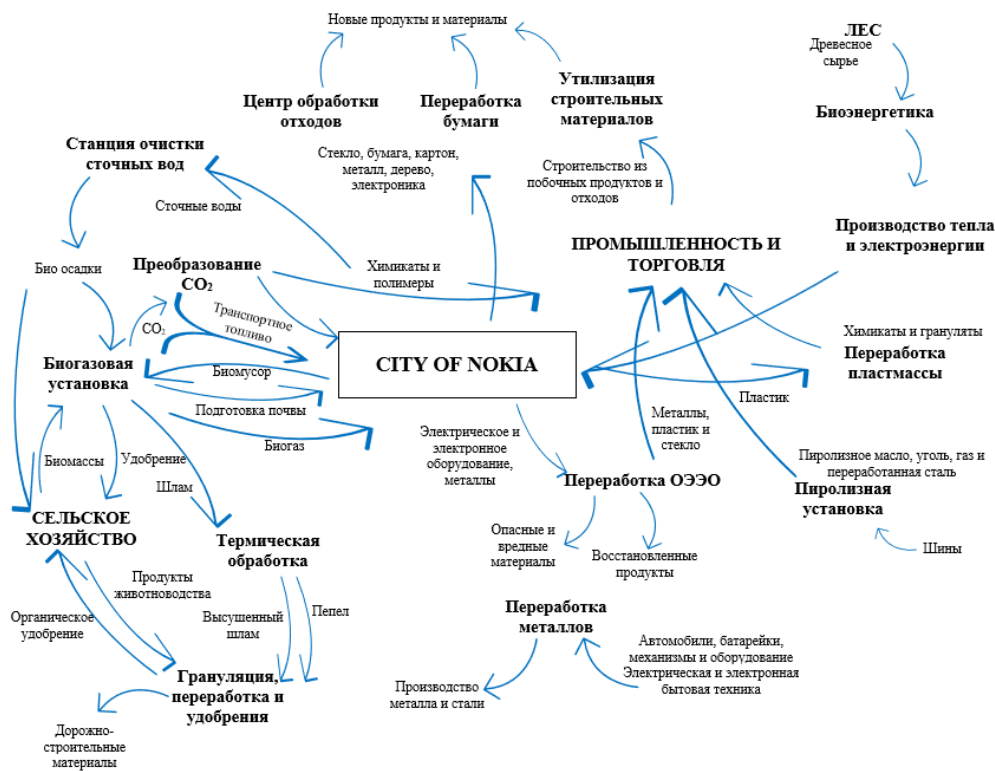 Новые продукты и материалы
ЛЕС
Древесное
сырье
Центр обработки
отходов
Переработка
бумаги
Утилизация
строительных
материалов
Биоэнергетика
Станция очистки
сточных вод
Стекло, бумага, картон,
металл, дерево,
электроника
Строительство из
побочных продуктов и
отходов
Сточные воды
Производство тепла
и электроэнергии
ПРОМЫШЛЕННОСТЬ И
ТОРГОВЛЯ
Био осадки
Преобразование
CO2
Химикаты и
полимеры
Транспортное
топливо
CO2
Химикаты и грануляты
Переработка
пластмассы
CITY OF NOKIA
Биогазовая
установка
Биомусор
Подготовка почвы
Биогаз
Пластик
Металлы,
пластик и
стекло
Электрическое и
электронное
оборудование,
металлы
Биомассы
Удобрение
Шлам
Пиролизное масло, уголь, газ и
переработанная сталь
Пиролизная
установка
Переработка ОЭЭО
СЕЛЬСКОЕ
ХОЗЯЙСТВО
Термическая
обработка
Опасные и
вредные
материалы
Восстановленные
продукты
Шины
Продукты
животноводства
Органическое
удобрение
Высушенный
шлам
Пепел
Переработка
металлов
Автомобили, батарейки,
механизмы и оборудование
Электрическая и электронная
бытовая техника
Грануляция,
переработка и
удобрения
Производство
металла и стали
Дорожно-
строительные
материалы